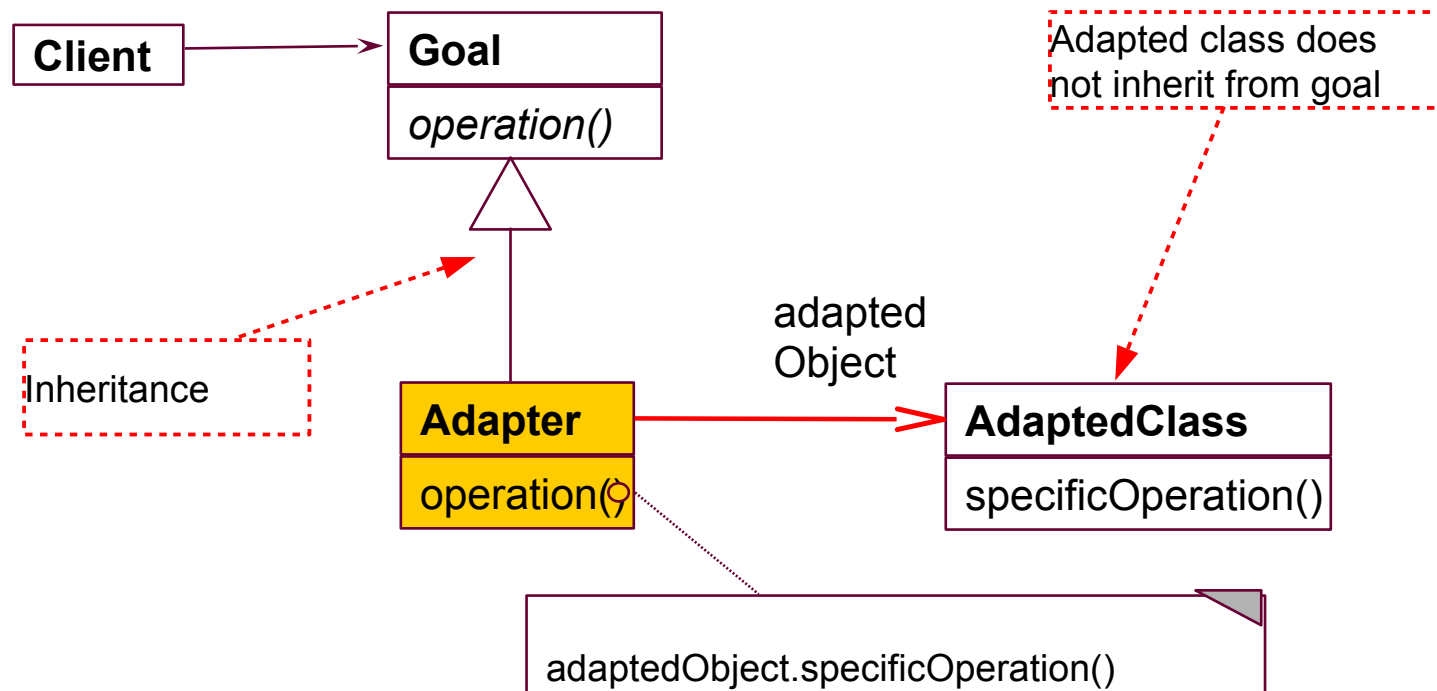 Client
Goal
operation()
Adapted class does
not inherit from goal
Inheritance
adapted
Object
Adapter
operation()
AdaptedClass
specificOperation()
adaptedObject.specificOperation()